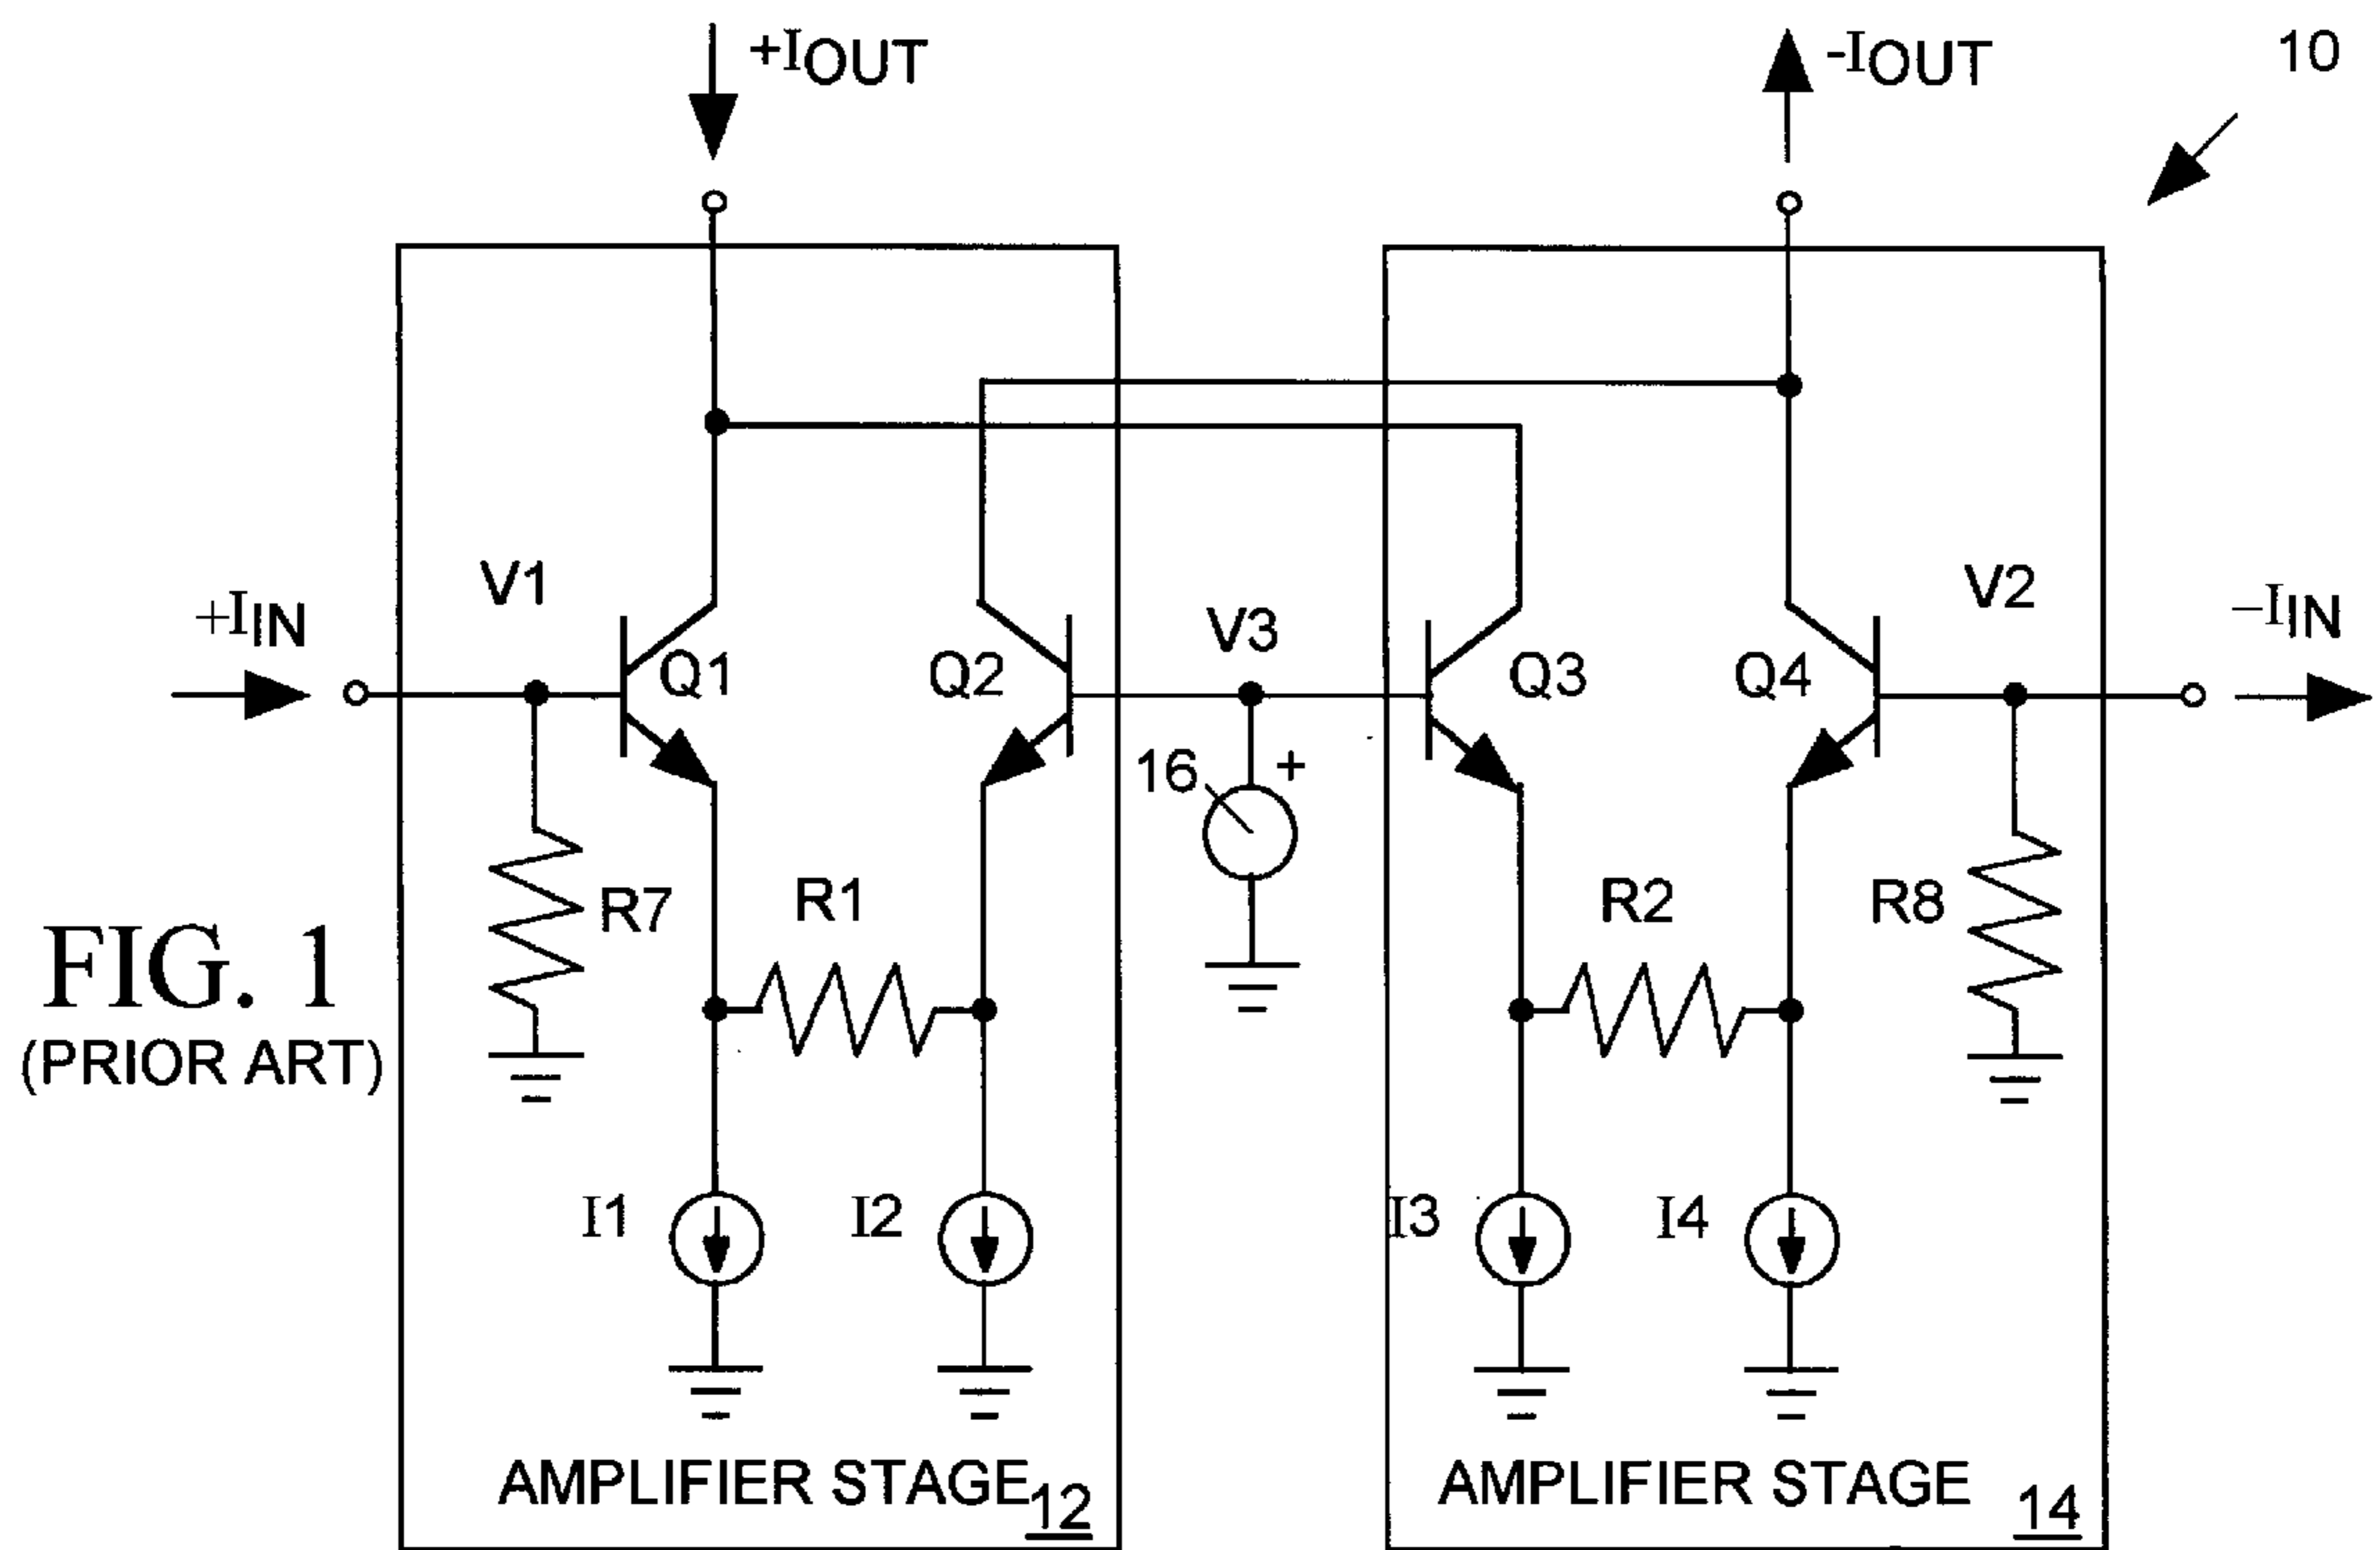 +IOUT
-IOUT
10
V1
+IIN
Q1
Q2
V3
Q3
Q4
V2
–IIN
16
+
R7
R1
R2
R8
FIG. 1
(PRIOR ART)
I1
I2
I3
I4
AMPLIFIER STAGE 12
AMPLIFIER STAGE 14